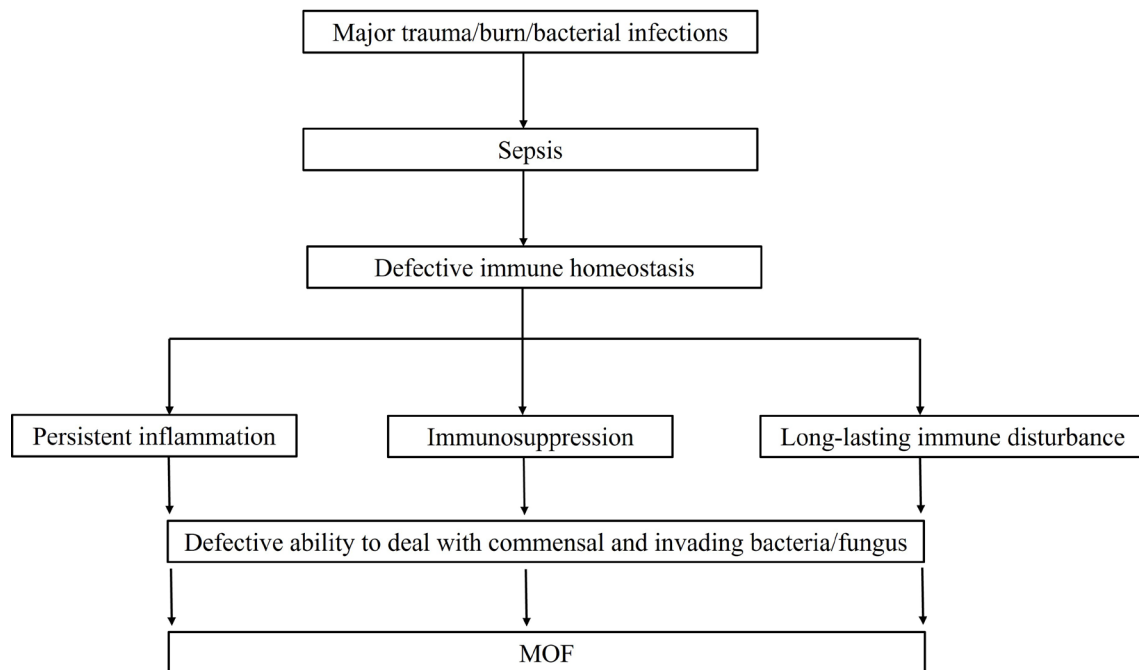 Major trauma/burn/bacterial infections
Sepsis
Defective immune homeostasis
Persistent inflammation
Immunosuppression
Long-lasting immune disturbance
Defective ability to deal with commensal and invading bacteria/fungus
MOF